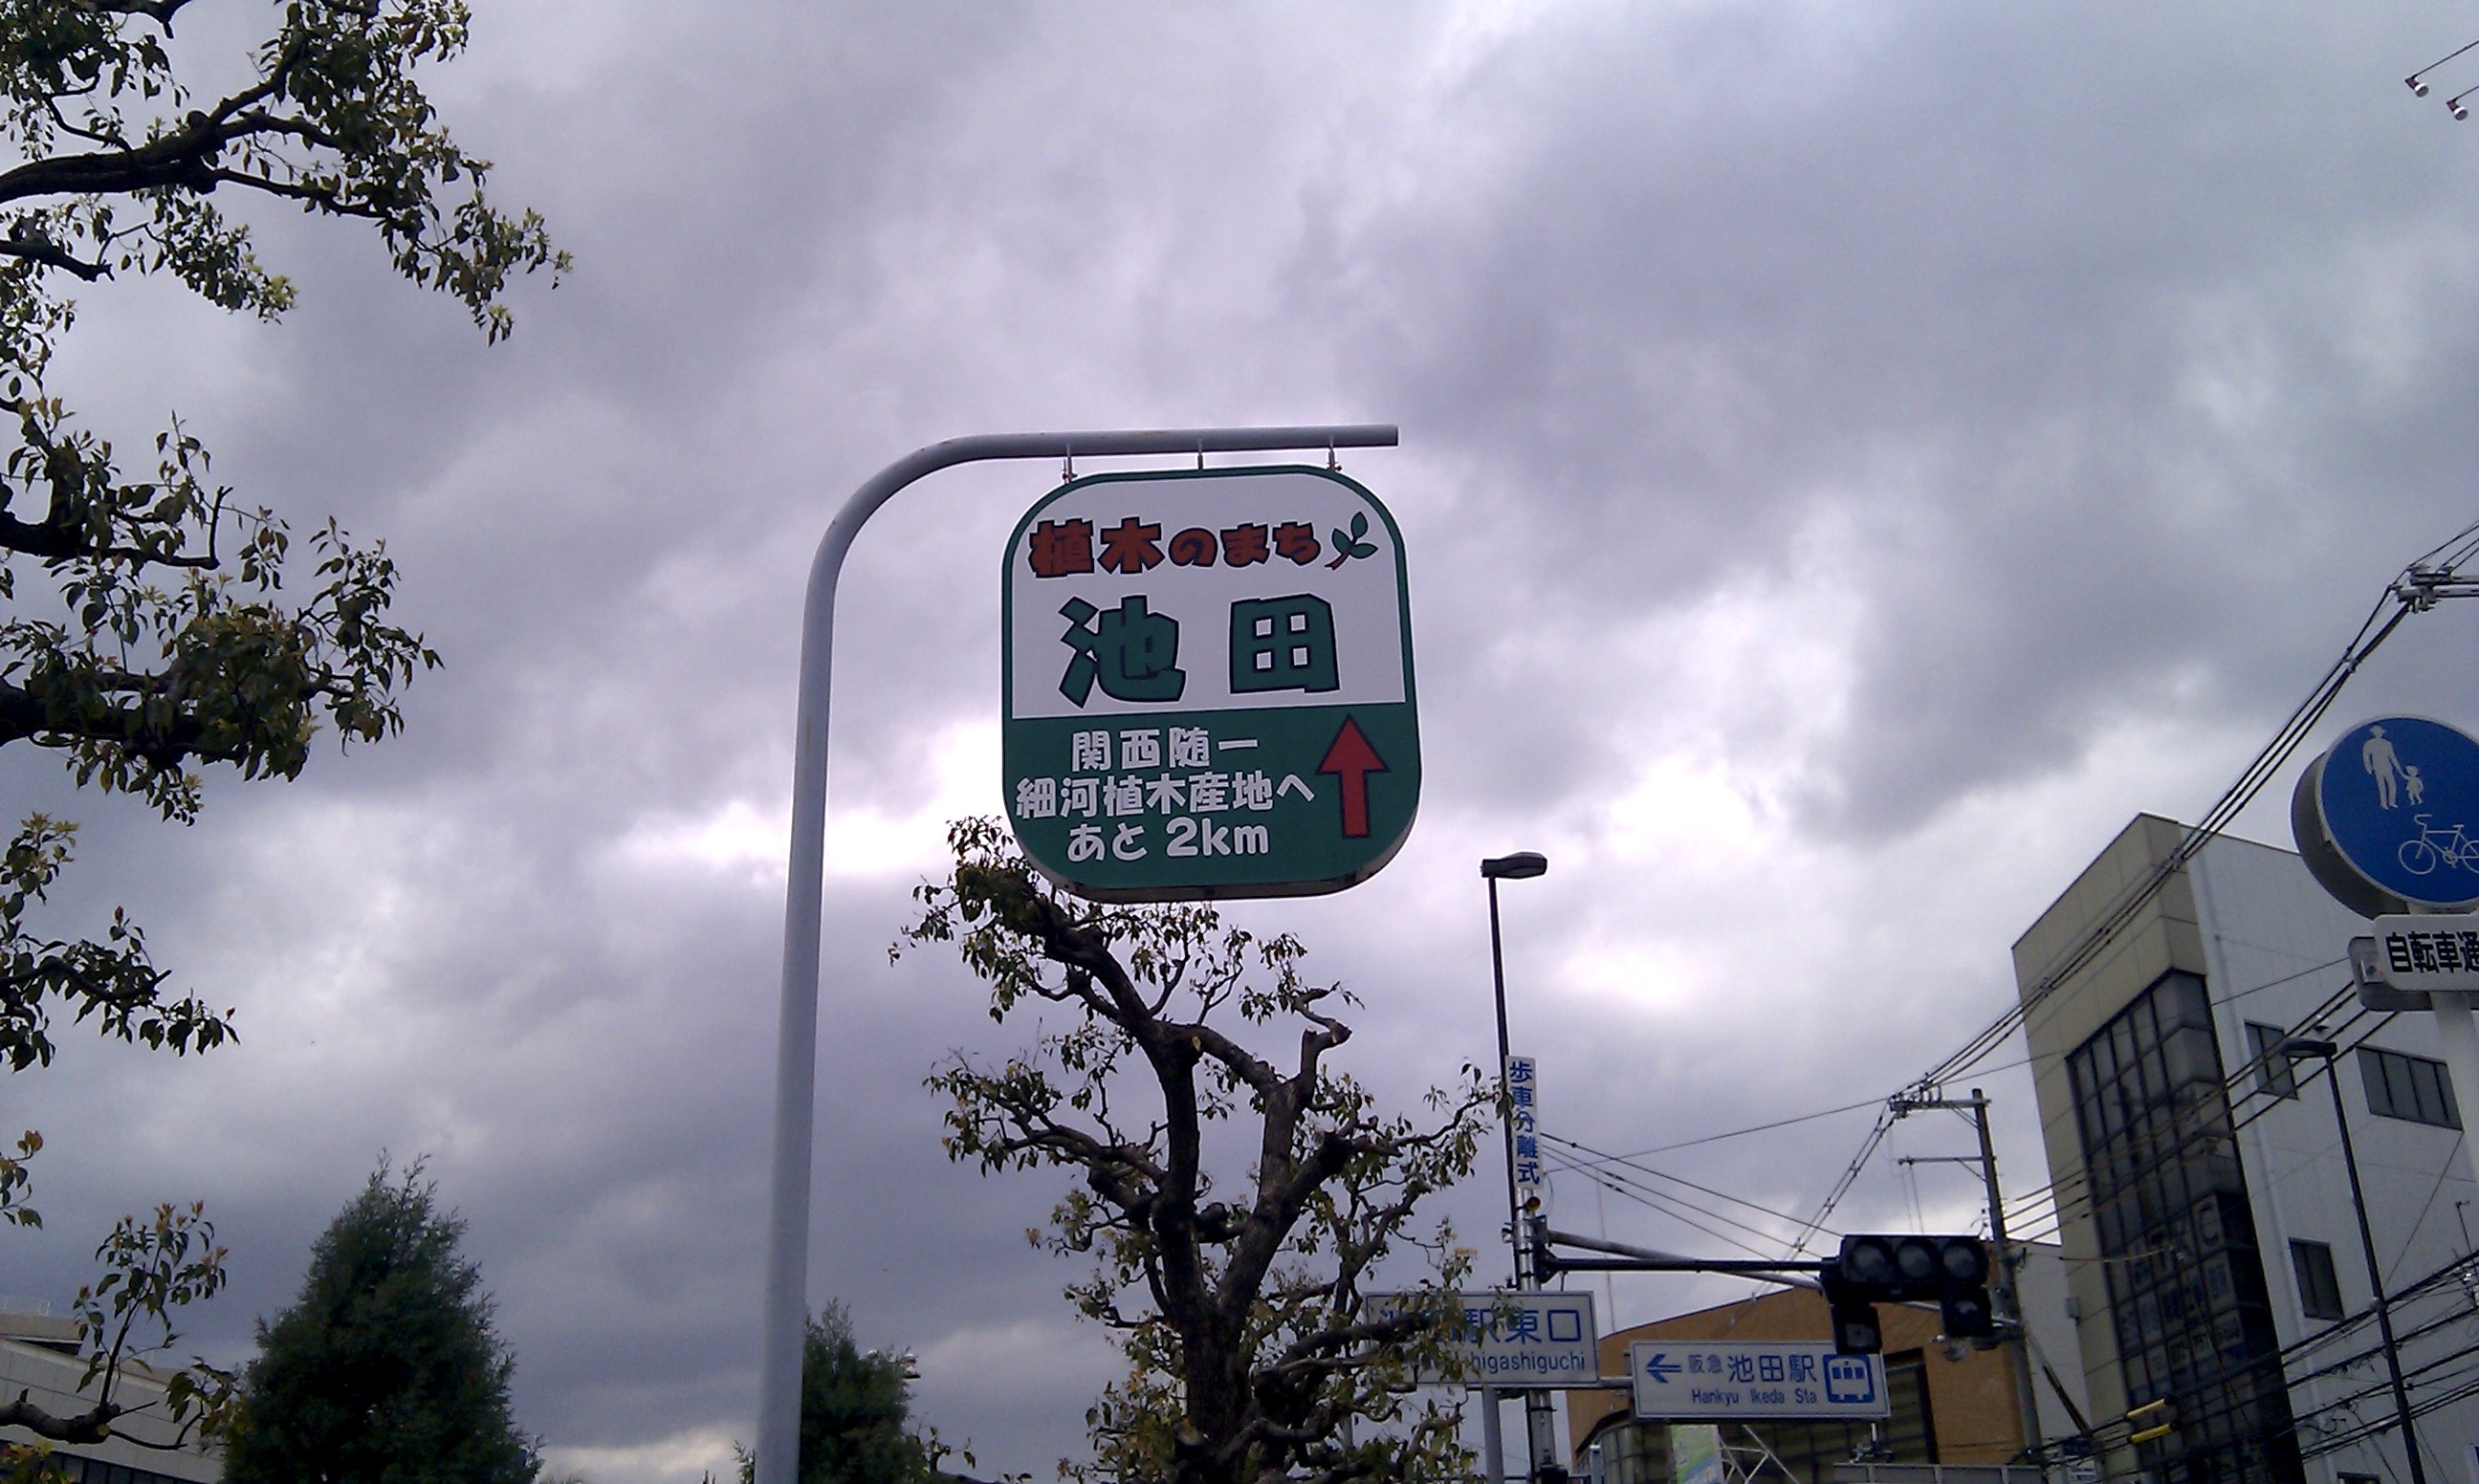 植木のまち
池田
関西随一
細河植木産地へ
あと 2km
自転車通
歩車分離式
駅東口
higashiguchi
阪急 池田駅
Hankyu Ikeda Sta